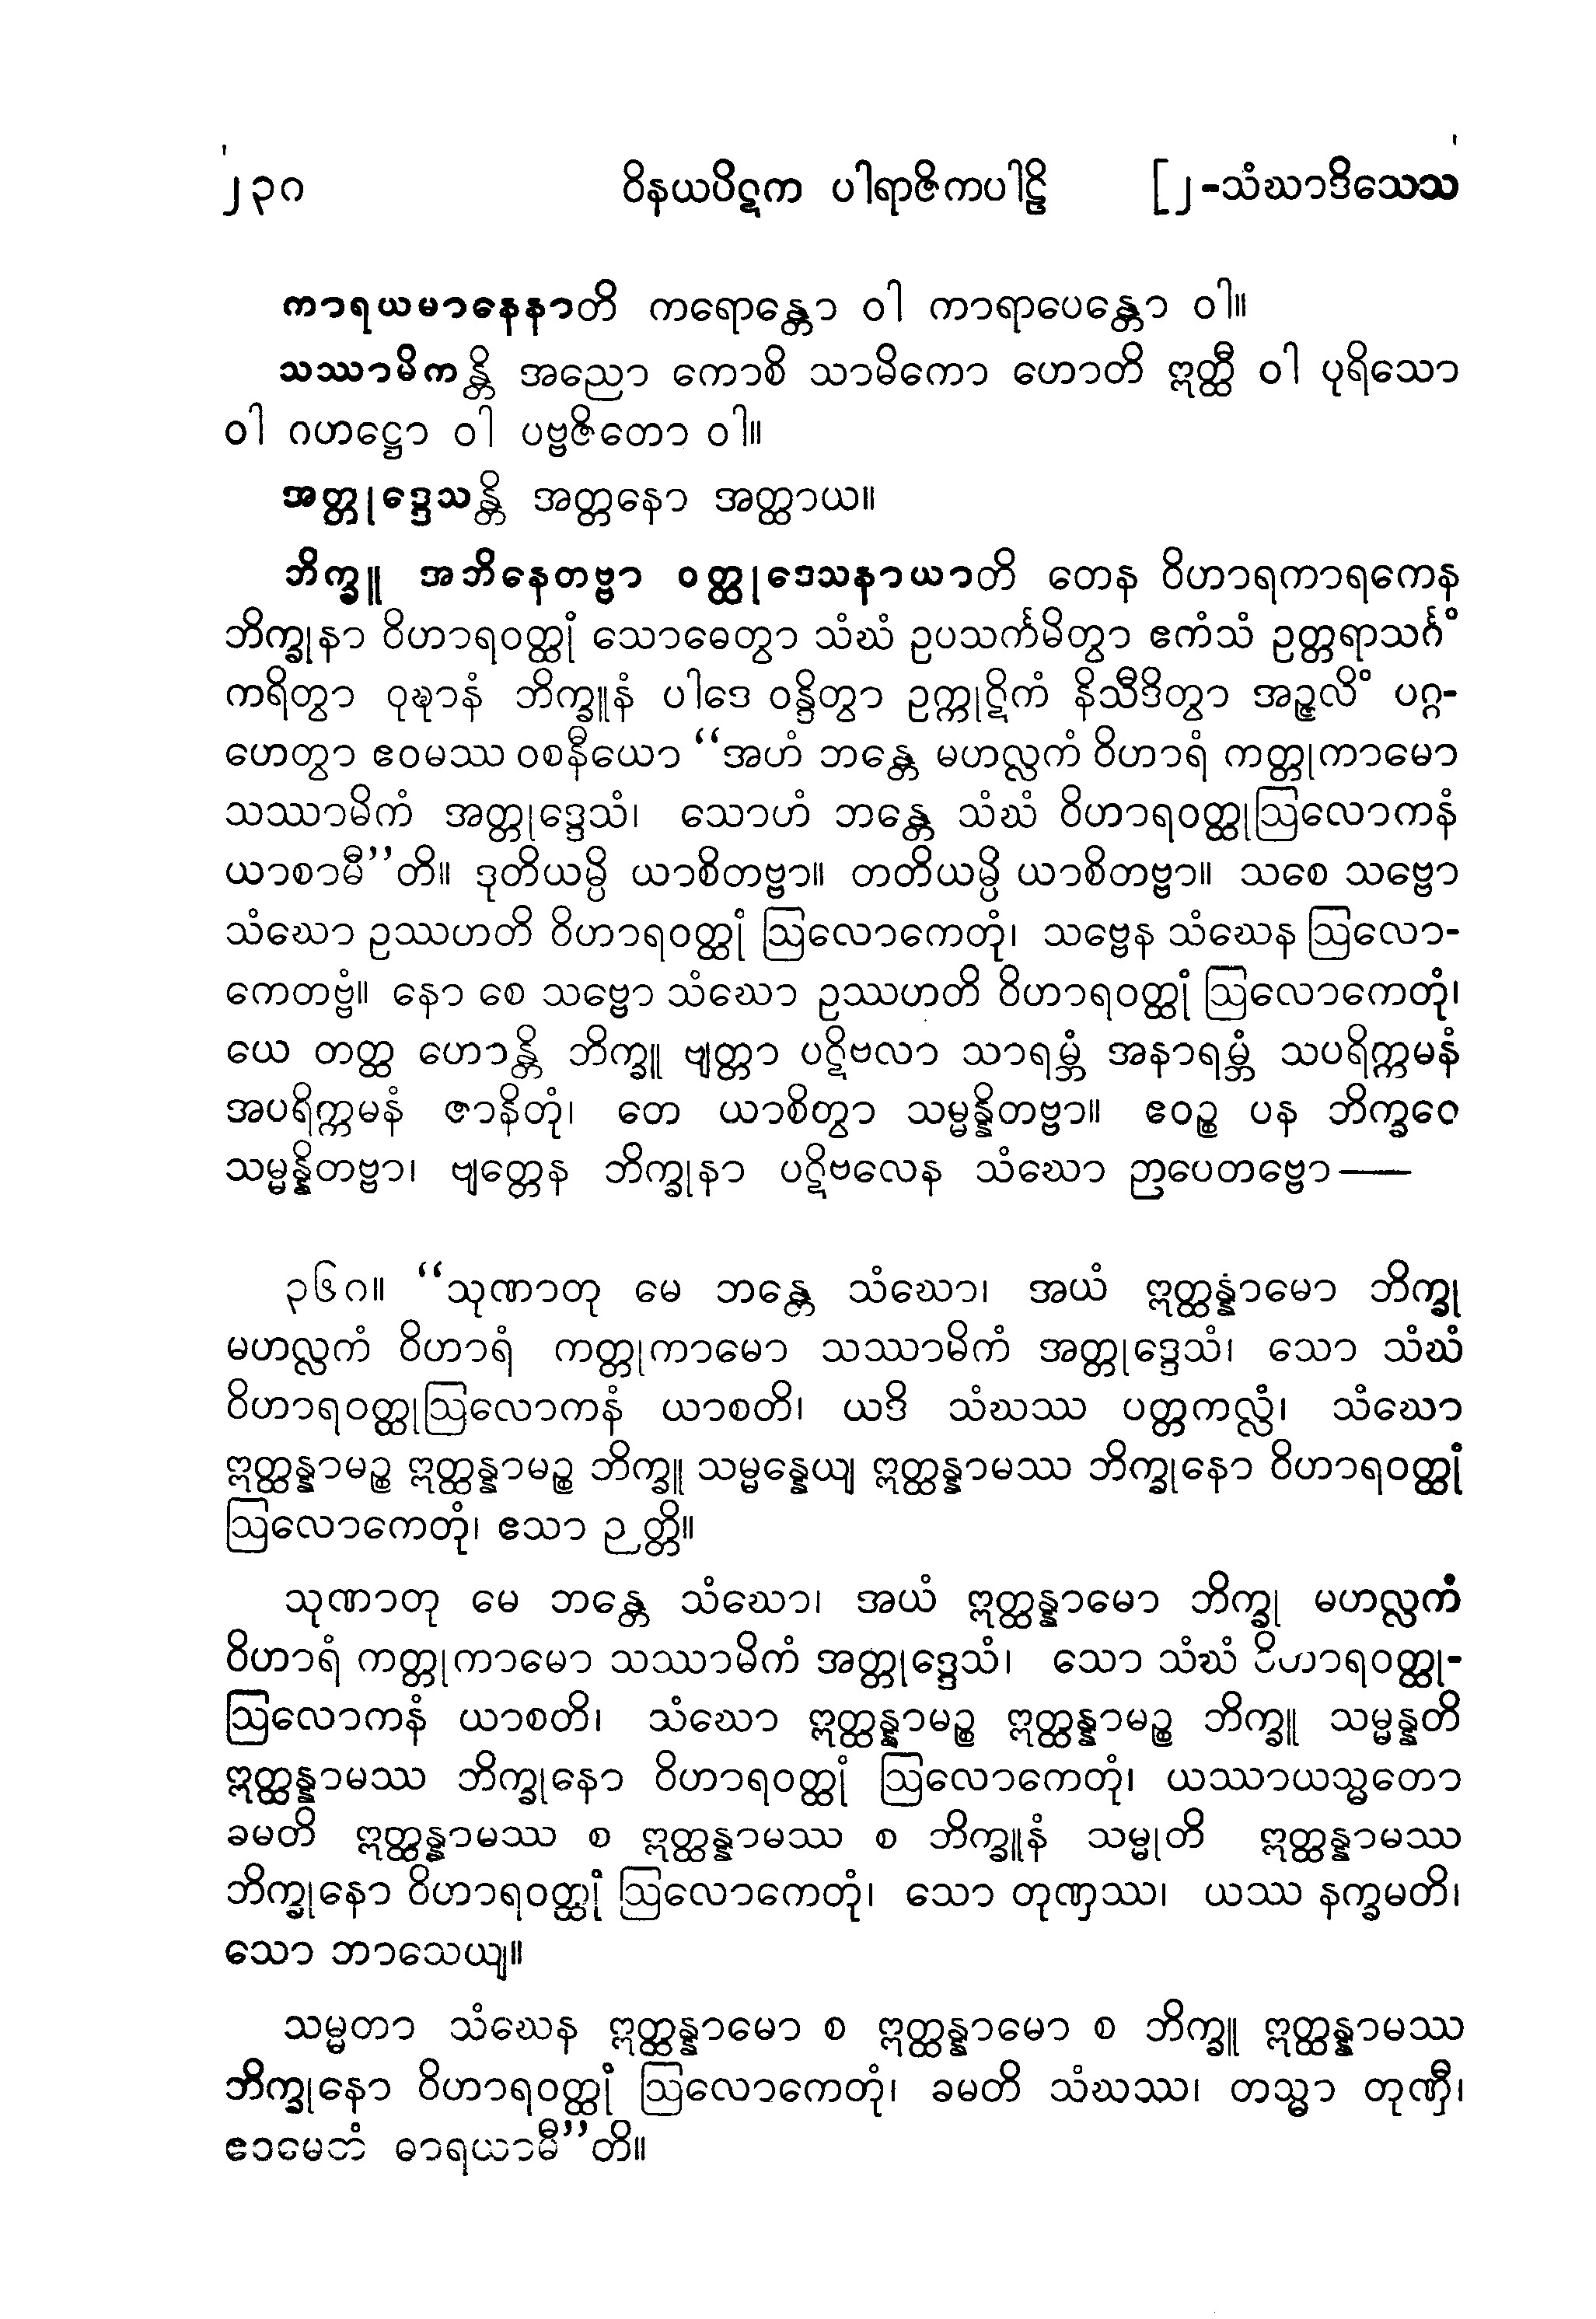 ၂၃ဂ ဝိနယပိဋက ပါရာဇိကပါဠိ [၂-သံဃာဒိသေသ
ကာရယမာနေနာတိ ကရောန္တော ဝါ ကာရာပေန္တော ဝါ။
သဿာမိကန္တိ အညော ကောစိ သာမိကော ဟောတိ ဣတ္ထီ ဝါ ပုရိသော
ဝါ ဂဟဋ္ဌော ဝါ ပဗ္ဗဇိတော ဝါ။
အတ္တုဒ္ဒေသန္တိ အတ္တနော အတ္ထာယ။
ဘိက္ခူ အဘိနေတဗ္ဗာ ဝတ္ထုဒေသနာယာတိ တေန ဝိဟာရကာရကေန
ဘိက္ခုနာ ဝိဟာရဝတ္ထုံ သောဓေတွာ သံဃံ ဥပသင်္ကမိတွာ ဧကံသံ ဥတ္တရာသင်္ဂံ
ကရိတွာ ဝုဍ္ဎာနံ ဘိက္ခူနံ ပါဒေ ဝန္ဒိတွာ ဥက္ကုဋိကံ နိသီဒိတွာ အဉ္ဇလိံ ပဂ္ဂ-
ဟေတွာ ဧဝမဿ ဝစနီယော “အဟံ ဘန္တေ မဟလ္လကံ ဝိဟာရံ ကတ္တုကာမော
သဿာမိကံ အတ္တုဒ္ဒေသံ၊ သောဟံ ဘန္တေ သံဃံ ဝိဟာရဝတ္ထုဩလောကနံ
ယာစာမီ”တိ။ ဒုတိယမ္ပိ ယာစိတဗ္ဗာ။ တတိယမ္ပိ ယာစိတဗ္ဗာ။ သစေ သဗ္ဗော
သံဃော ဥဿဟတိ ဝိဟာရဝတ္ထုံ ဩလောကေတုံ၊ သဗ္ဗေန သံဃေန ဩလော-
ကေတဗ္ဗံ။ နော စေ သဗ္ဗော သံဃော ဥဿဟတိ ဝိဟာရဝတ္ထုံ ဩလောကေတုံ၊
ယေ တတ္ထ ဟောန္တိ ဘိက္ခူ ဗျတ္တာ ပဋိဗလာ သာရမ္ဘံ အနာရမ္ဘံ သပရိက္ကမနံ
အပရိက္ကမနံ ဇာနိတုံ၊ တေ ယာစိတွာ သမ္မန္နိတဗ္ဗာ။ ဧဝဉ္စ ပန ဘိက္ခဝေ
သမ္မန္နိတဗ္ဗာ၊ ဗျတ္တေန ဘိက္ခုနာ ပဋိဗလေန သံဃော ဉာပေတဗ္ဗော—
၃၆ဂ။ “သုဏာတု မေ ဘန္တေ သံဃော၊ အယံ ဣတ္ထန္နံာမော ဘိက္ခု
မဟလ္လကံ ဝိဟာရံ ကတ္တုကာမော သဿာမိကံ အတ္တုဒ္ဒေသံ၊ သော သံဃံ
ဝိဟာရဝတ္ထုဩလောကနံ ယာစတိ၊ ယဒိ သံဃဿ ပတ္တကလ္လံ၊ သံဃော
ဣတ္ထန္နာမဉ္စ ဣတ္ထန္နာမဉ္စ ဘိက္ခူ သမ္မန္နေယျ ဣတ္ထန္နာမဿ ဘိက္ခုနော ဝိဟာရဝတ္ထုံ
ဩလောကေတုံ၊ ဧသာ ဉတ္တိ။
သုဏာတု မေ ဘန္တေ သံဃော၊ အယံ ဣတ္ထန္နာမော ဘိက္ခု မဟလ္လကံ
ဝိဟာရံ ကတ္တုကာမော သဿာမိကံ အတ္တုဒ္ဒေသံ၊ သော သံဃံ ဝိဟာရဝတ္ထု-
ဩလောကနံ ယာစတိ၊ သံဃော ဣတ္ထန္နာမဉ္စ ဣတ္ထန္နာမဉ္စ ဘိက္ခူ သမ္မန္နတိ
ဣတ္ထန္နာမဿ ဘိက္ခုနော ဝိဟာရဝတ္ထုံ ဩလောကေတုံ၊ ယဿာယသ္မတော
ခမတိ ဣတ္ထန္နာမဿ စ ဣတ္ထန္နာမဿ စ ဘိက္ခူနံ သမ္မုတိ ဣတ္ထန္နာမဿ
ဘိက္ခုနော ဝိဟာရဝတ္ထုံ ဩလောကေတုံ၊ သော တုဏှဿ၊ ယဿ နက္ခမတိ၊
သော ဘာသေယျ။
သမ္မတာ သံဃေန ဣတ္ထန္နာမော စ ဣတ္ထန္နာမော စ ဘိက္ခူ ဣတ္ထန္နာမဿ
ဘိက္ခုနော ဝိဟာရဝတ္ထုံ ဩလောကေတုံ၊ ခမတိ သံဃဿ၊ တသ္မာ တုဏှီ၊
ဧဝမေတံ ဓာရယာမီ”တိ။